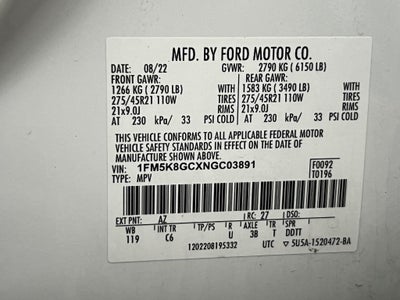 MFD. BY FORD MOTOR CO.
08/22 GVWR: 2790 KG ( 6150 LB)
FRONT GAWR: REAR GAWR:
1266 KG ( 2790 LB) WITH 1583 KG ( 3490 LB) WITH
275/45R21 110W TIRES 275/45R21 110W TIRES
21x9.0J RIMS 21x9.0J RIMS
AT 230 kPa/ 33 PSI AT 230 kPa/ 33
THIS VEHICLE CONFORMS TO ALL APPLICABLE FEDERAL MOTOR
VEHICLE SAFETY STANDARDS IN EFFECT ON THE DATE OF
MANUFACTURE SHOWN ABOVE.
VIN: 1FM5K8GCXNGC03891 F0092
TYPE: MPV T0196
EXT PNT: AZ RC: 27 DSO:
WB INT TR TP/PS R AXLE TR SPR
119 C6 U 38 J DDTT
1202208195332 UTC SU5A-1520472-BA